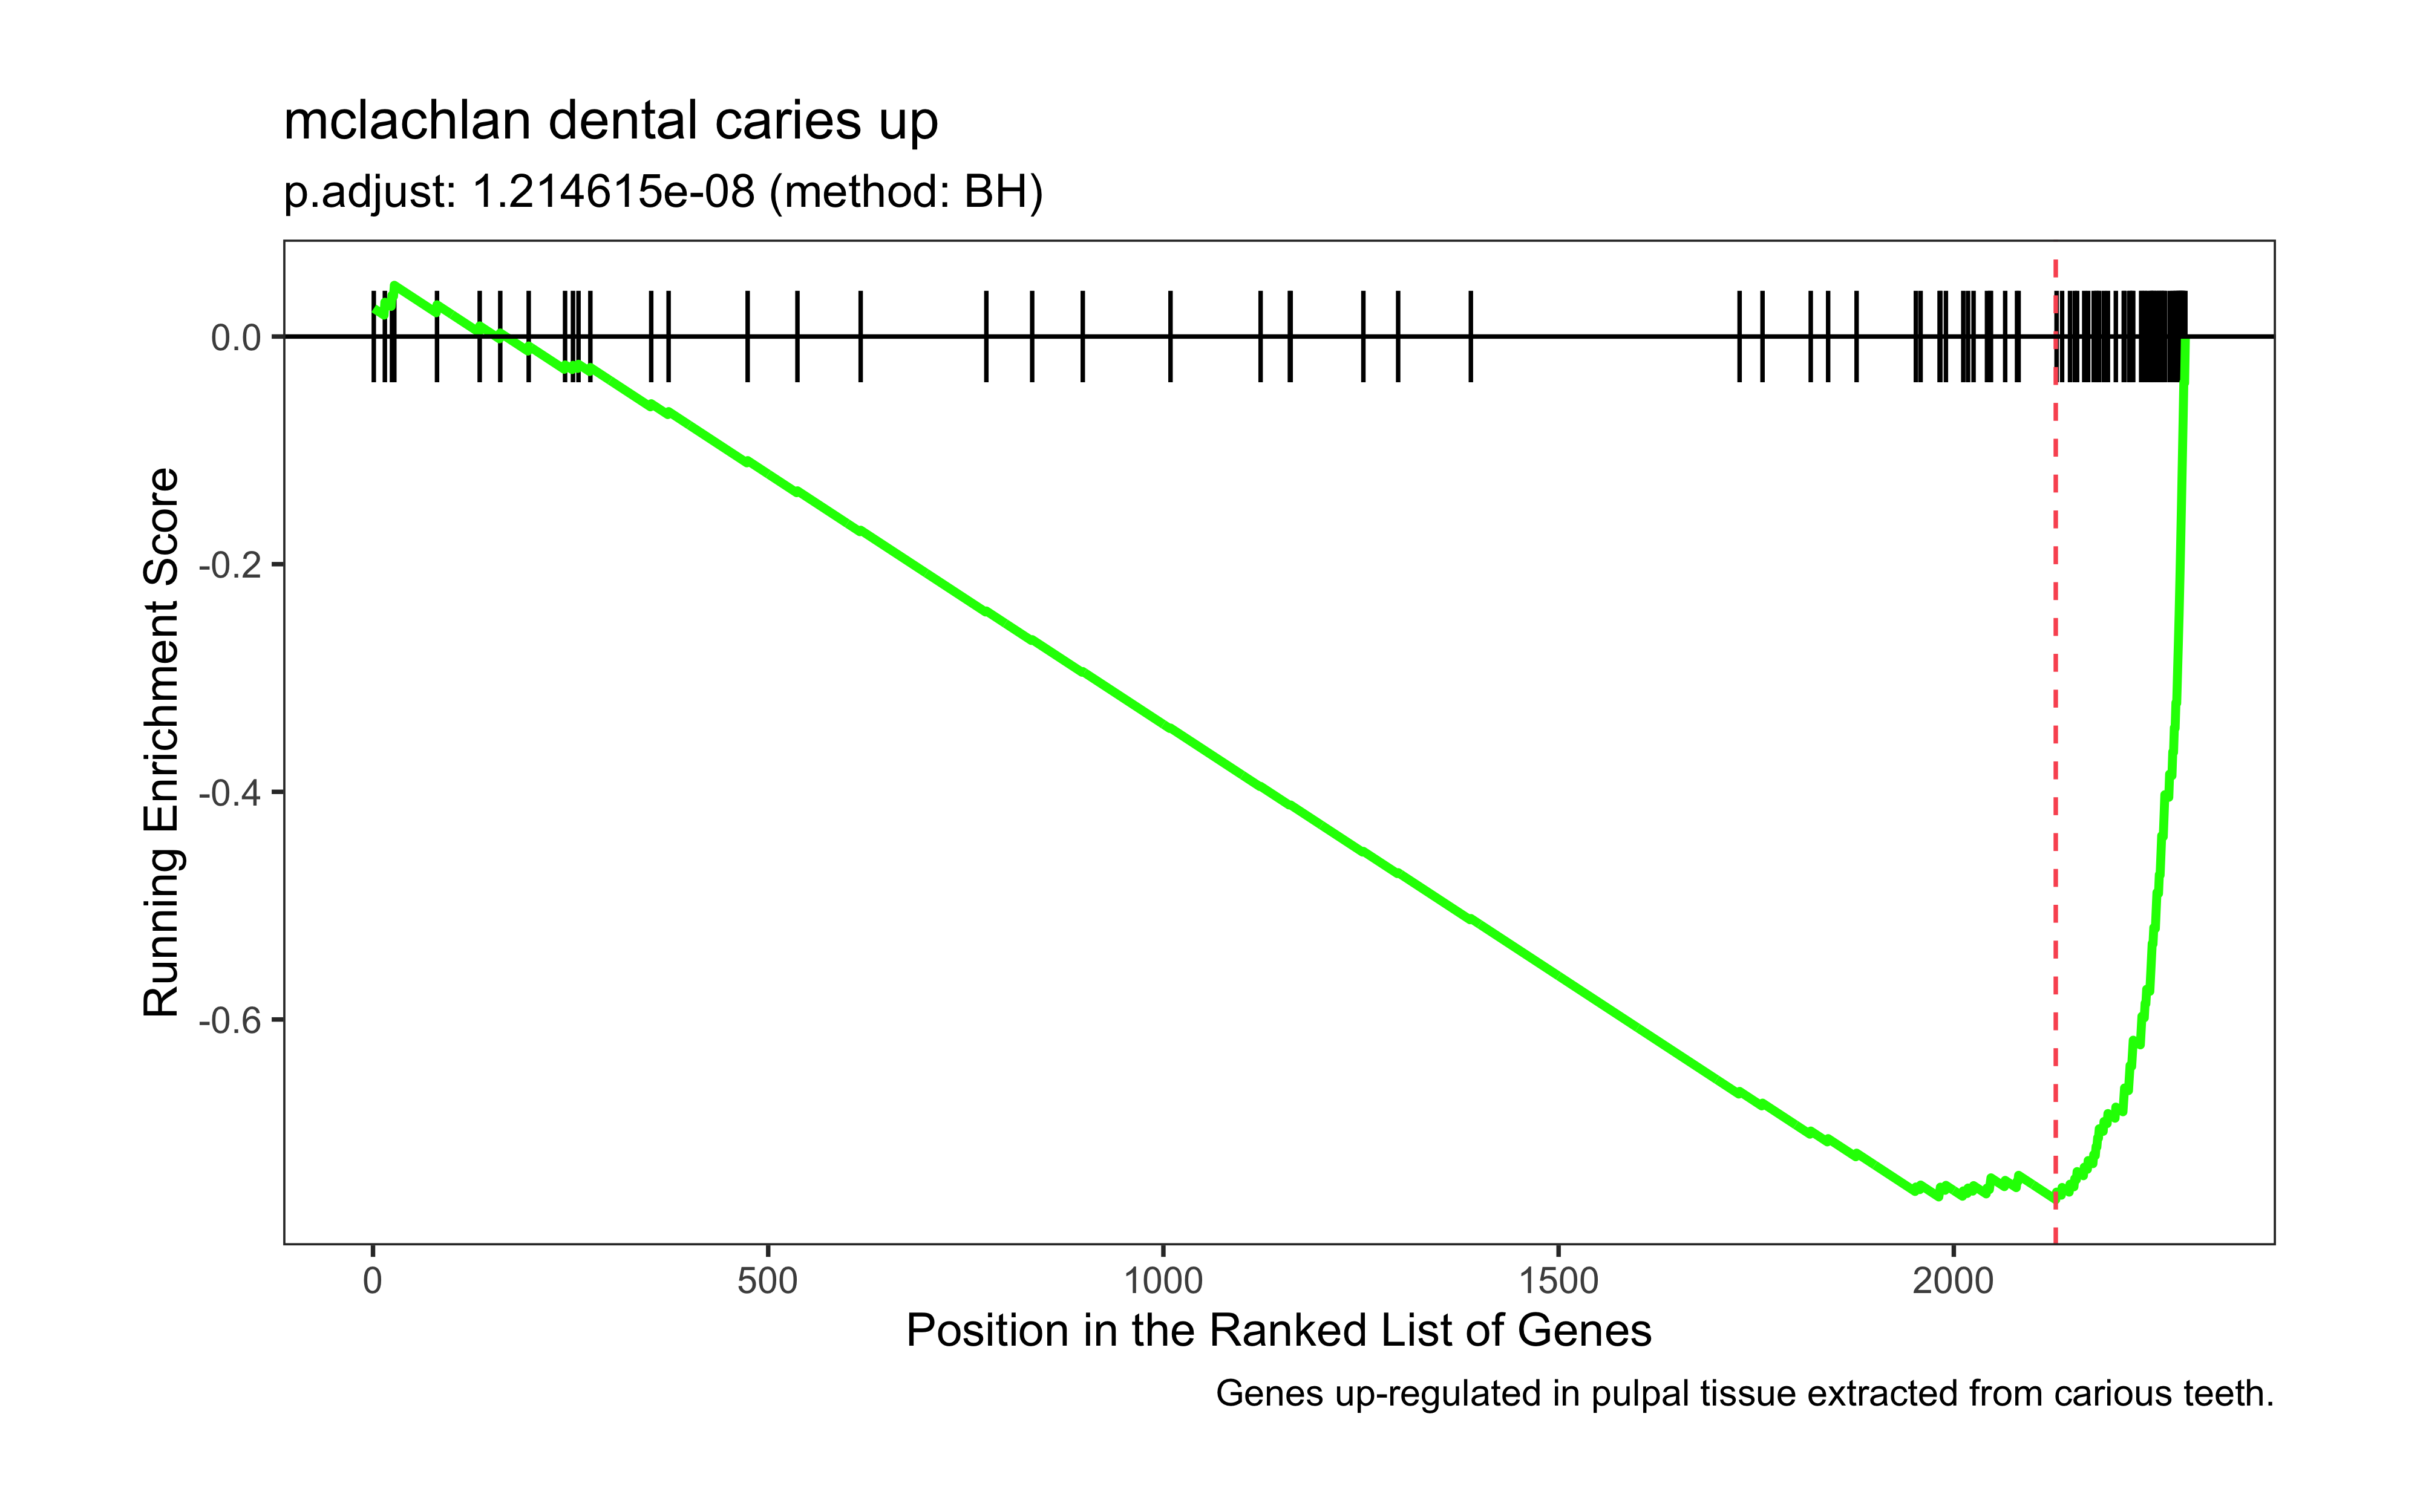 mclachlan dental caries up
p.adjust: 1.214615e-08 (method: BH)
Running Enrichment Score
0.0
-0.2
-0.4
-0.6
0 500 1000 1500 2000
Position in the Ranked List of Genes
Genes up-regulated in pulpal tissue extracted from carious teeth.